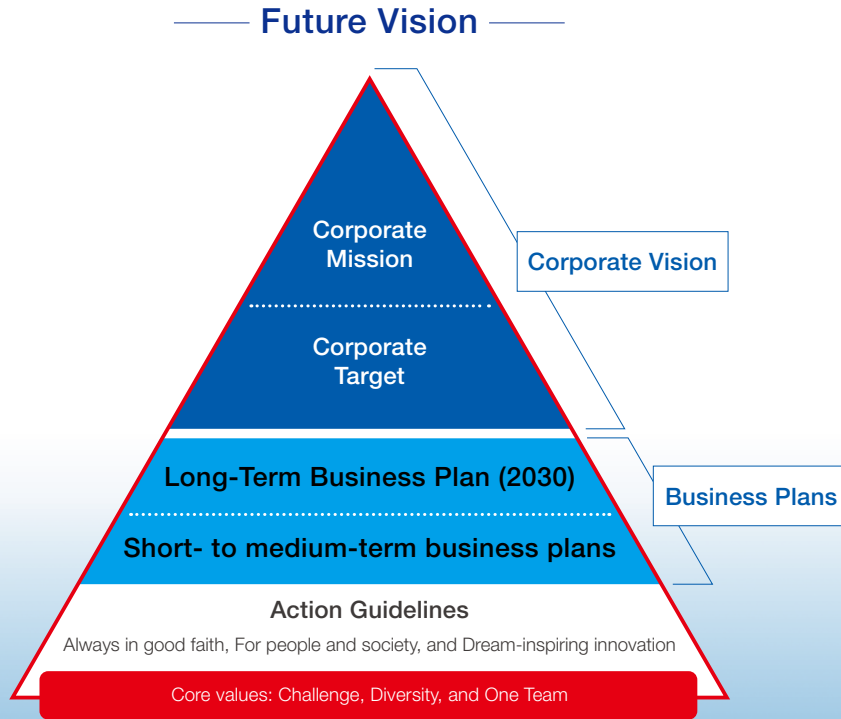 Future Vision
Corporate
Mission
Corporate Vision
Corporate
Target
Long-Term Business Plan (2030)
Business Plans
Short- to medium-term business plans
Action Guidelines
Always in good faith, For people and society, and Dream-inspiring innovation
Core values: Challenge, Diversity, and One Team